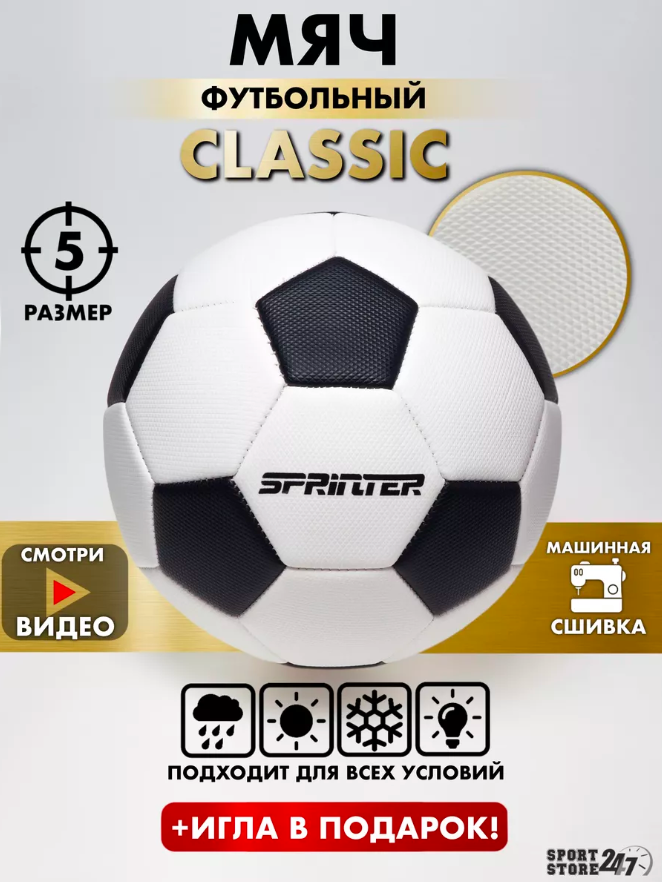 МЯЧ
ФУТБОЛЬНЫЙ
CLASSIC
5
РАЗМЕР
SPRINTER
СМОТРИ
ВИДЕО
МАШИННАЯ
СШИВКА
ПОДХОДИТ ДЛЯ ВСЕХ УСЛОВИЙ
+ИГЛА В ПОДАРОК!
SPORT
STORE 24/7